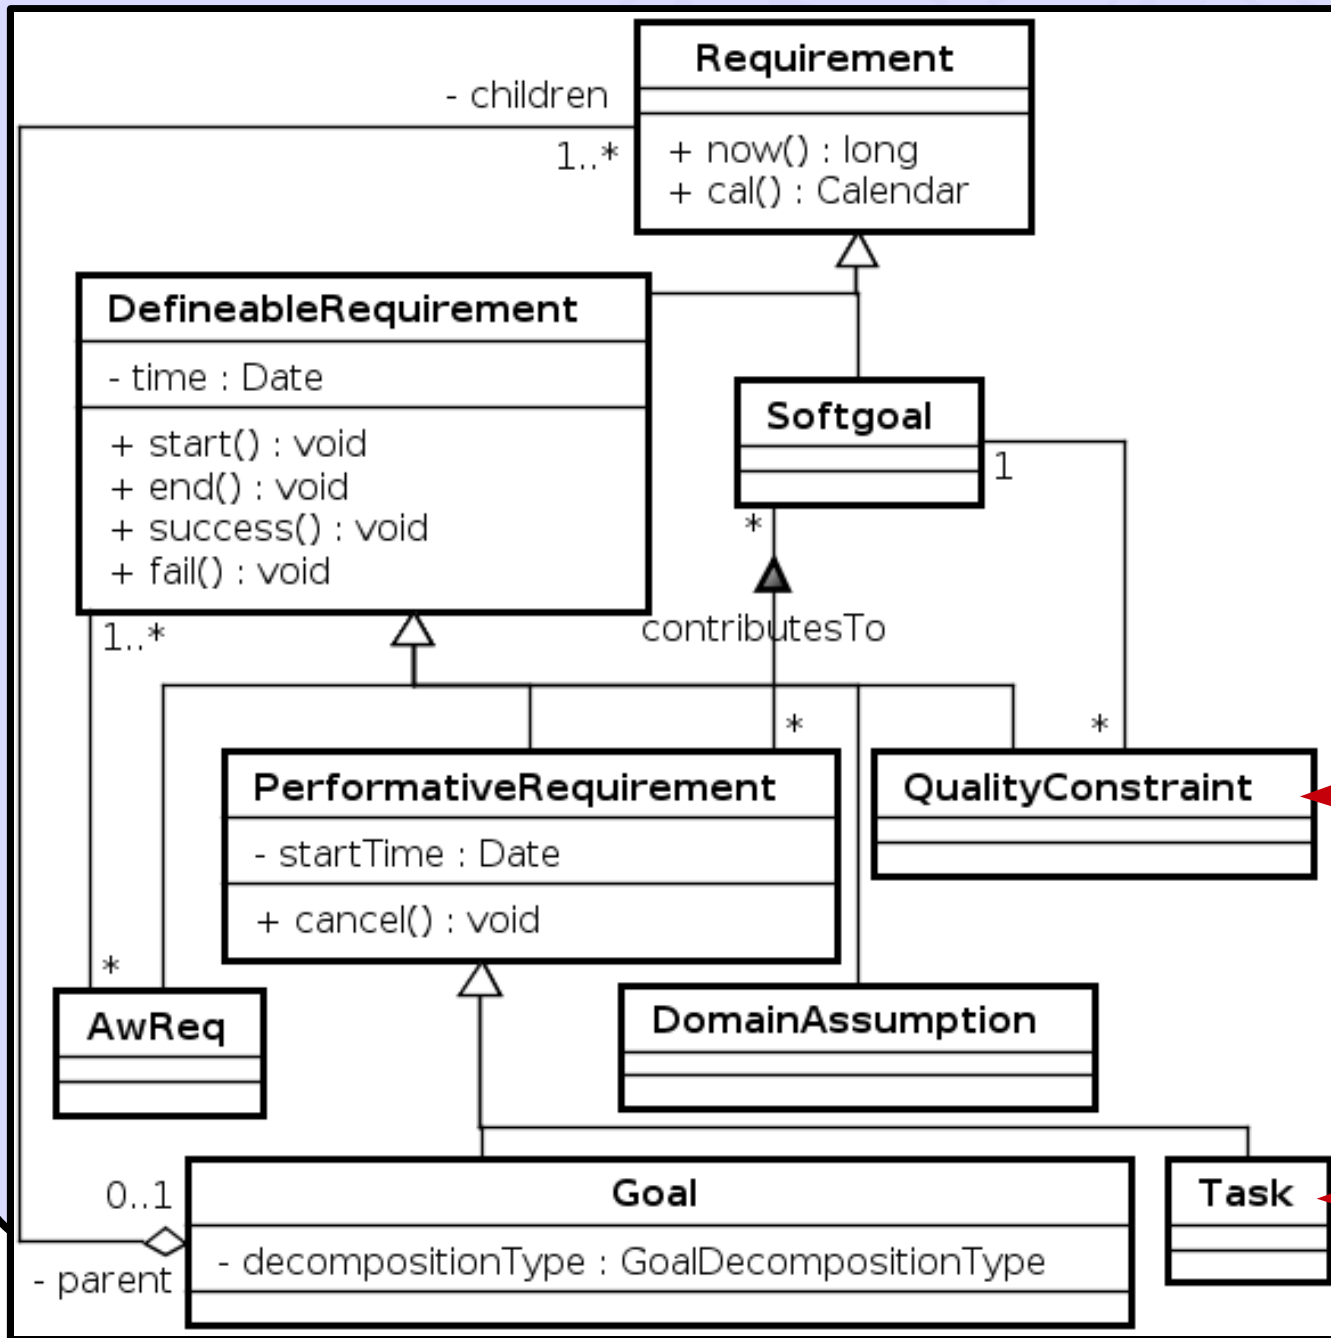 Requirement
- children
1..*
+ now() : long
+ cal() : Calendar
DefineableRequirement
- time : Date
+ start() : void
+ end() : void
+ success() : void
+ fail() : void
Softgoal
1
*
1..*
contributesTo
*
*
PerformativeRequirement
- startTime : Date
+ cancel() : void
QualityConstraint
*
AwReq
DomainAssumption
0..1
- parent
Goal
- decompositionType : GoalDecompositionType
Task